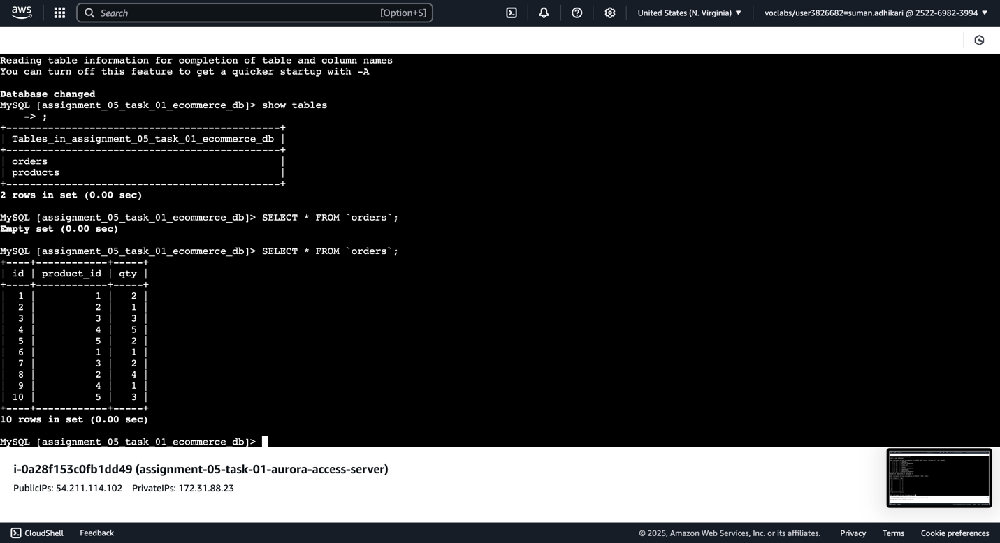 aws
Search [Option+S]
United States (N. Virginia) ▼
voclabs/user3826682=suman.adhikari @ 2522-6982-3994 ▼
Reading table information for completion of table and column names
You can turn off this feature to get a quicker startup with -A
Database changed
MySQL [assignment_05_task_01_ecommerce_db]> show tables
    -> ;
+----------------------------------------------+
| Tables_in_assignment_05_task_01_ecommerce_db |
+----------------------------------------------+
| orders                                       |
| products                                     |
+----------------------------------------------+
2 rows in set (0.00 sec)
MySQL [assignment_05_task_01_ecommerce_db]> SELECT * FROM `orders`;
Empty set (0.00 sec)
MySQL [assignment_05_task_01_ecommerce_db]> SELECT * FROM `orders`;
+----+------------+-----+
| id | product_id | qty |
+----+------------+-----+
|  1 |          1 |   2 |
|  2 |          2 |   1 |
|  3 |          3 |   3 |
|  4 |          4 |   5 |
|  5 |          5 |   2 |
|  6 |          1 |   1 |
|  7 |          3 |   2 |
|  8 |          2 |   4 |
|  9 |          4 |   1 |
| 10 |          5 |   3 |
+----+------------+-----+
10 rows in set (0.00 sec)
MySQL [assignment_05_task_01_ecommerce_db]>
i-0a28f153c0fb1dd49 (assignment-05-task-01-aurora-access-server)
PublicIPs: 54.211.114.102 PrivateIPs: 172.31.88.23
CloudShell Feedback © 2025, Amazon Web Services, Inc. or its affiliates. Privacy Terms Cookie preferences